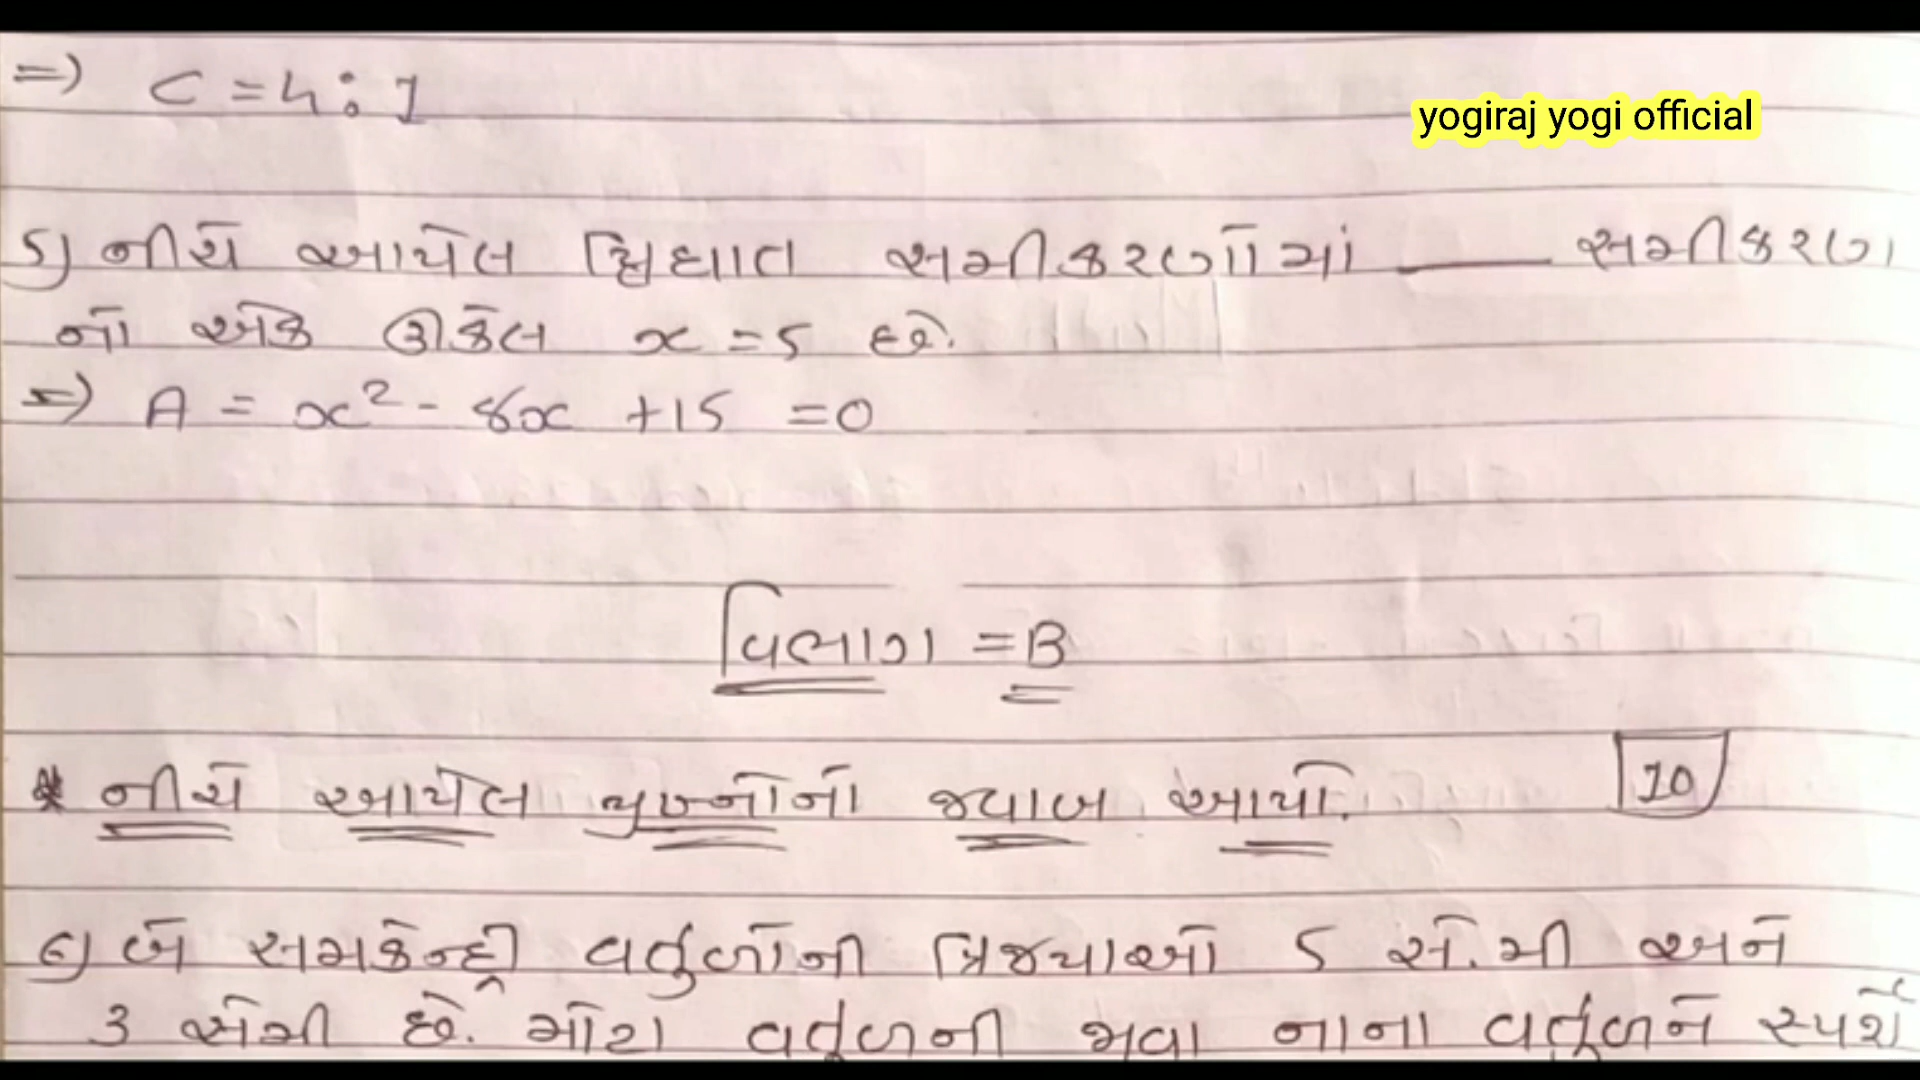 =) C = 4 : 1
yogiraj yogi official
5) નીચે આપેલ દ્વિઘાત સમીકરણોમાં ——— સમીકરણ
નો એક ઉકેલ x = 5 છે.
=) A = x² - 8x + 15 = 0
વિભાગ = B
* નીચે આપેલ પ્રશ્નોનો જવાબ આપો. 10
6) બે સમકેન્દ્રી વર્તુળોની ત્રિજ્યાઓ 5 સે.મી અને
3 સેમી છે. મોટા વર્તુળની જીવા નાના વર્તુળને સ્પર્શે